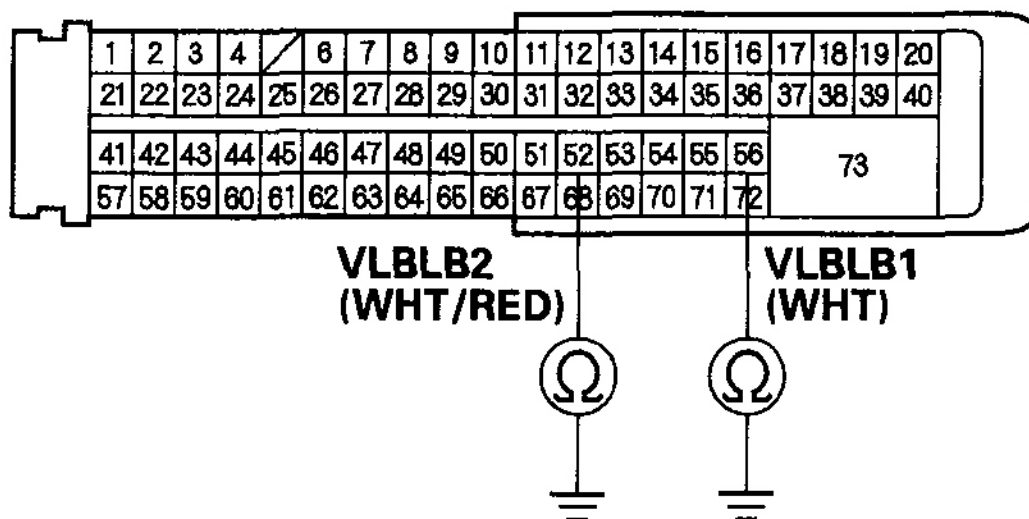 1 2 3 4 6 7 8 9 10 11 12 13 14 15 16 17 18 19 20
21 22 23 24 25 26 27 28 29 30 31 32 33 34 35 36 37 38 39 40
41 42 43 44 45 46 47 48 49 50 51 52 53 54 55 56 73
57 58 59 60 61 62 63 64 65 66 67 68 69 70 71 72
VLBLB2 VLBLB1
(WHT/RED) (WHT)
Ω Ω